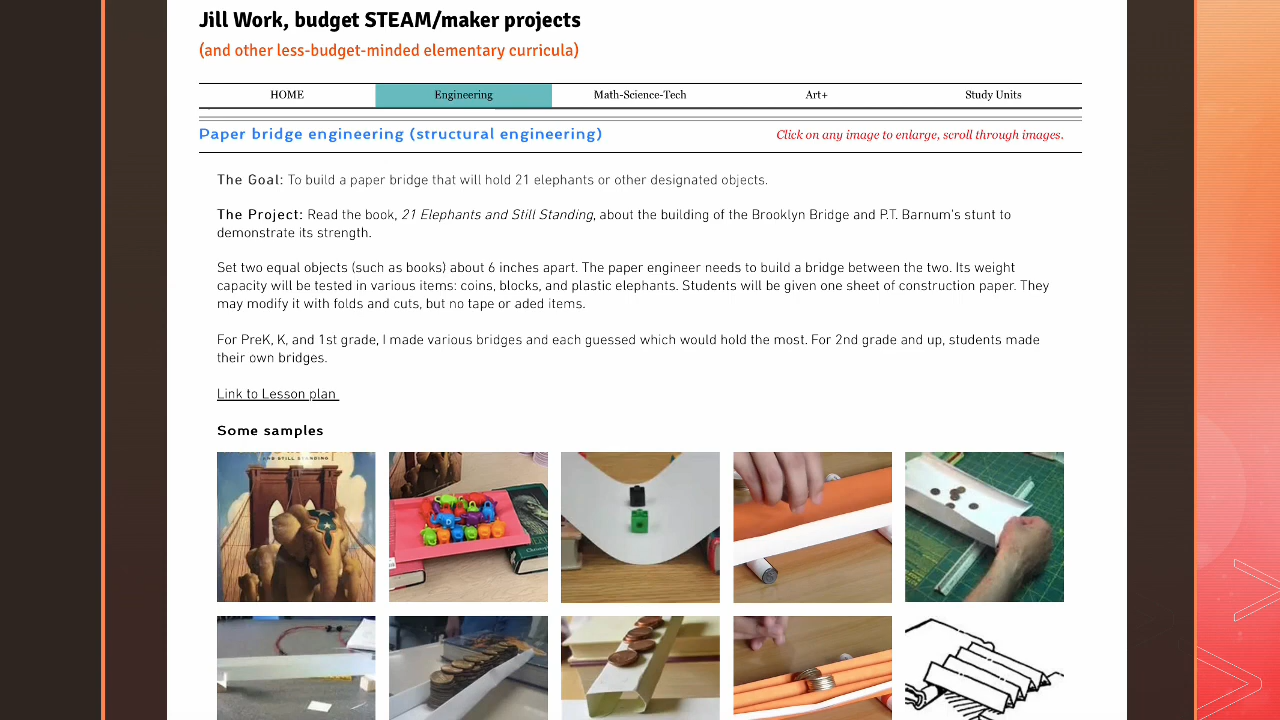 Jill Work, budget STEAM/maker projects
(and other less-budget-minded elementary curricula)
HOME Engineering Math-Science-Tech Art+ Study Units
Paper bridge engineering (structural engineering) Click on any image to enlarge, scroll through images.
The Goal: To build a paper bridge that will hold 21 elephants or other designated objects.
The Project: Read the book, 21 Elephants and Still Standing, about the building of the Brooklyn Bridge and P.T. Barnum's stunt to
demonstrate its strength.
Set two equal objects (such as books) about 6 inches apart. The paper engineer needs to build a bridge between the two. Its weight
capacity will be tested in various items: coins, blocks, and plastic elephants. Students will be given one sheet of construction paper. They
may modify it with folds and cuts, but no tape or aded items.
For PreK, K, and 1st grade, I made various bridges and each guessed which would hold the most. For 2nd grade and up, students made
their own bridges.
Link to Lesson plan
Some samples
AND STILL STANDING